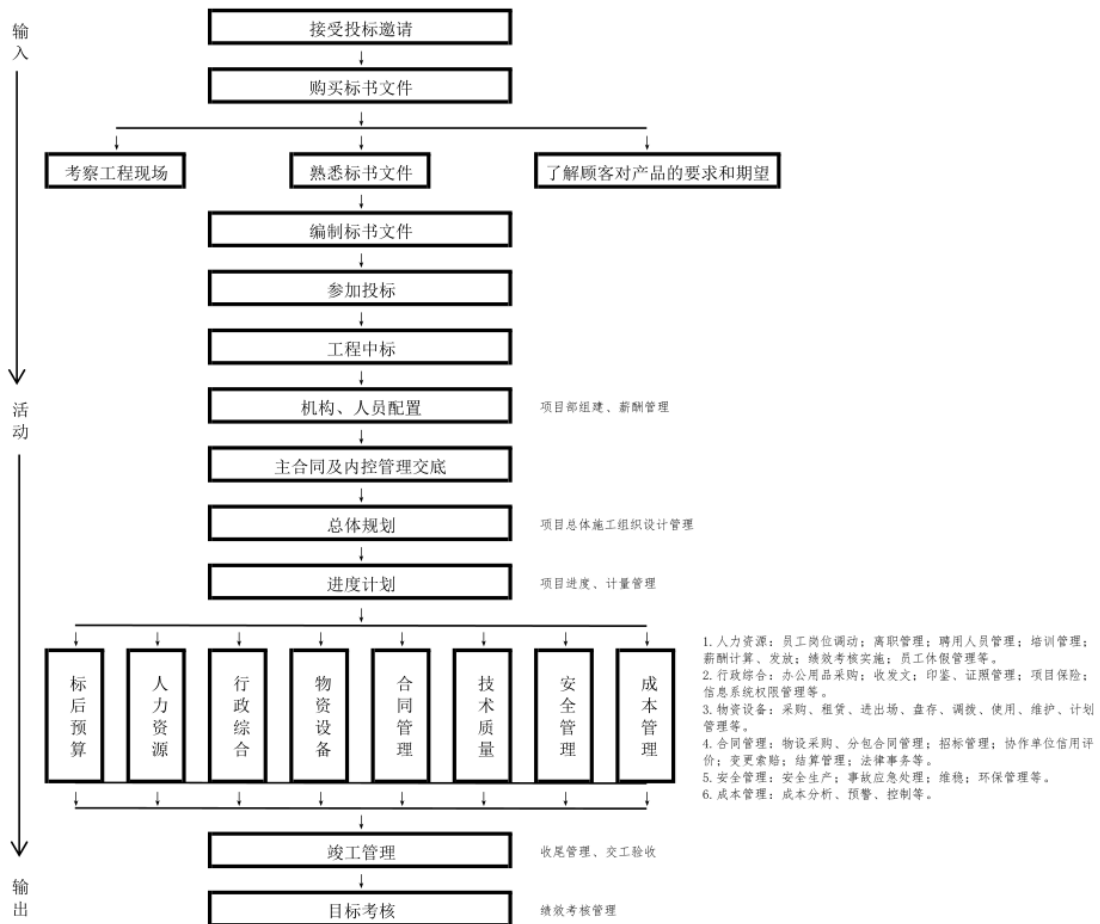 输入
接受投标邀请
购买标书文件
考察工程现场
熟悉标书文件
了解顾客对产品的要求和期望
编制标书文件
参加投标
工程中标
活动
机构、人员配置
项目部组建、薪酬管理
主合同及内控管理交底
总体规划
项目总体施工组织设计管理
进度计划
项目进度、计量管理
标后预算
人力资源
行政综合
物资设备
合同管理
技术质量
安全管理
成本管理
1.人力资源：员工岗位调动；离职管理；聘用人员管理；培训管理；
薪酬计算、发放；绩效考核实施；员工休假管理等。
2.行政综合：办公用品采购；收发文；印鉴、证照管理；项目保险；
信息系统权限管理等。
3.物资设备：采购、租赁、进出场、盘存、调拨、使用、维护、计划
管理等。
4.合同管理：物设采购、分包合同管理；招标管理；协作单位信用评
价；变更索赔；结算管理；法律事务等。
5.安全管理：安全生产；事故应急处理；维稳；环保管理等。
6.成本管理：成本分析、预警、控制等。
竣工管理
收尾管理、交工验收
输出
目标考核
绩效考核管理